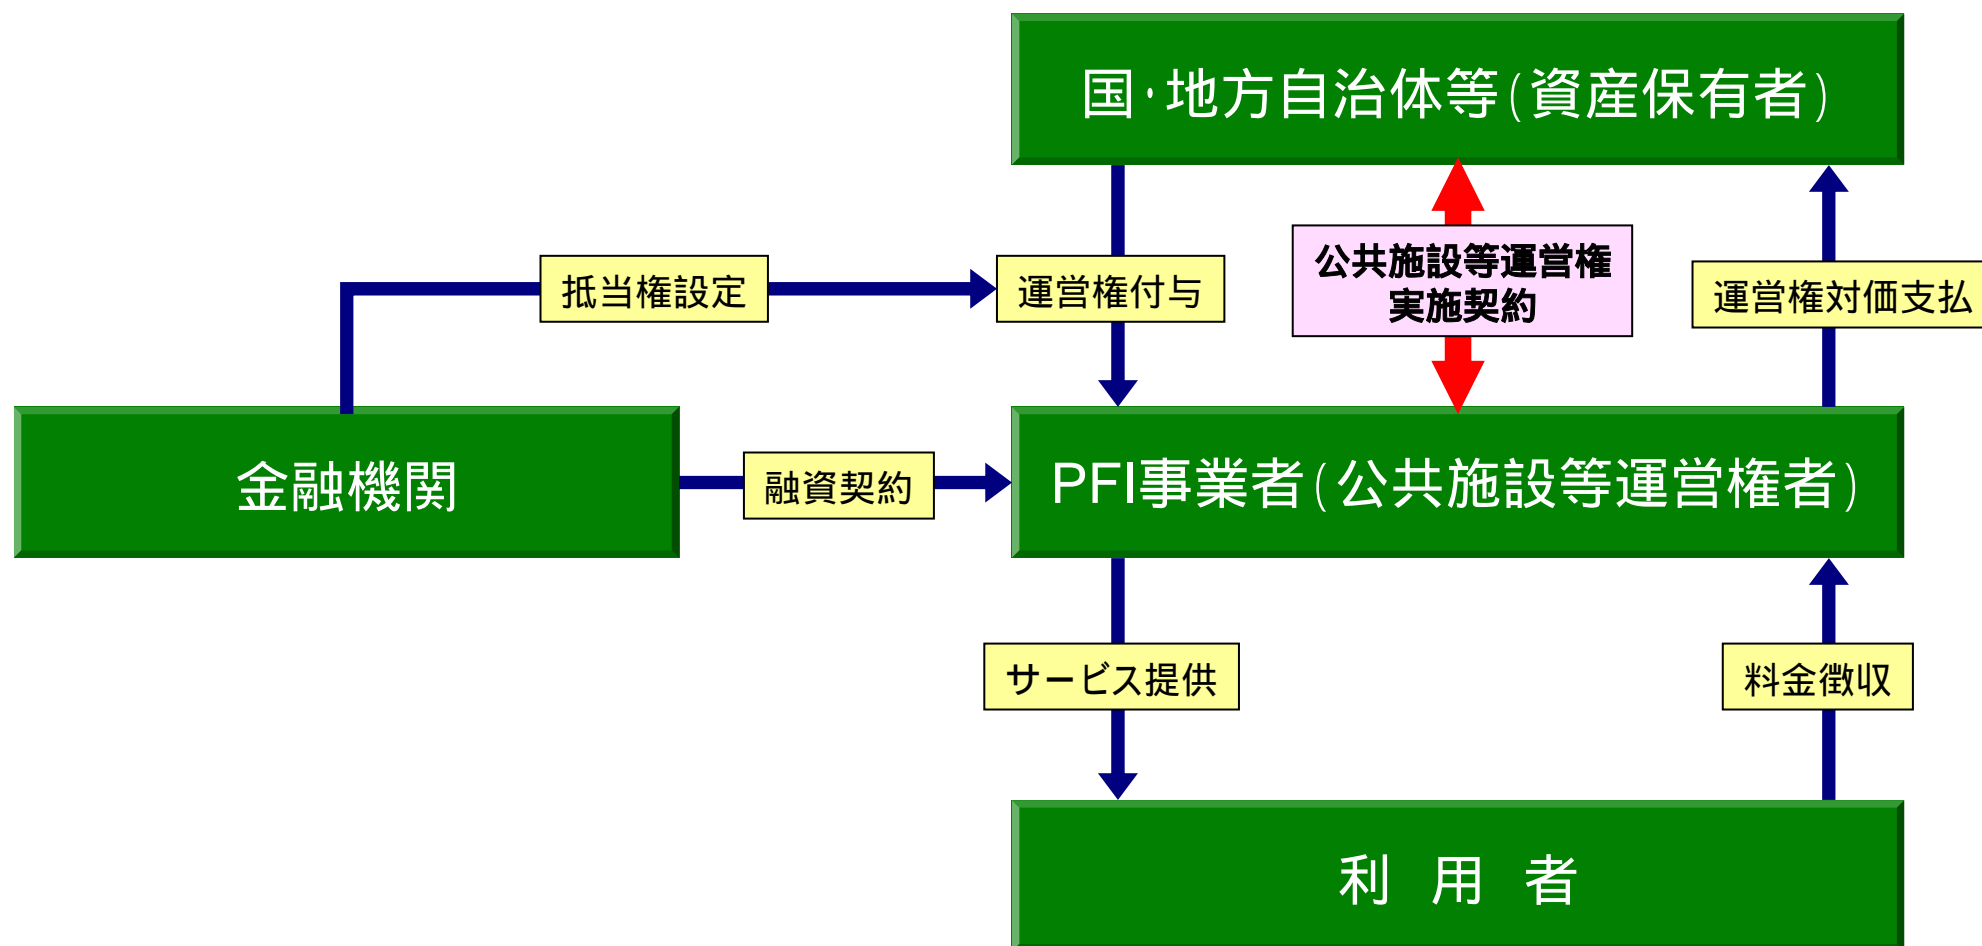 国・地方自治体等(資産保有者)
抵当権設定
運営権付与
公共施設等運営権
実施契約
運営権対価支払
金融機関
融資契約
PFI事業者(公共施設等運営権者)
サービス提供
料金徴収
利 用 者